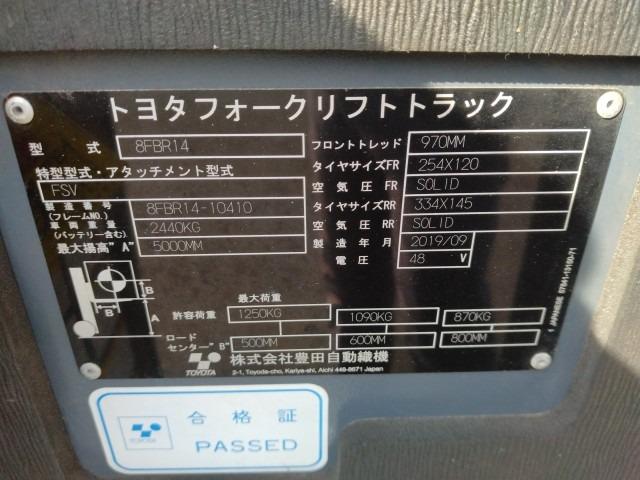 トヨタフォークリフトトラック
型式 8FBR14
特型型式・アタッチメント型式
FSV
製造番号(フレームNO.) 8FBR14-10410
車両重量(バッテリー含む) 2440KG
最大揚高"A" 5000MM
フロントトレッド 970MM
タイヤサイズFR 254X120
空気圧 FR SOLID
タイヤサイズRR 334X145
空気圧 RR SOLID
製造年月 2019/09
電圧 48 V
B
B
A
最大荷重
許容荷重 1250KG 1090KG 870KG
ロードセンター"B" 500MM 600MM 800MM
TOYOTA 株式会社豊田自動織機
2-1, Toyoda-cho, Kariya-shi, Aichi 448-8671 Japan
合格証
TOYOTA PASSED